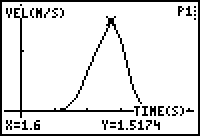 VEL(M/S) P1
TIME(S)
X=1.6 Y=1.5174